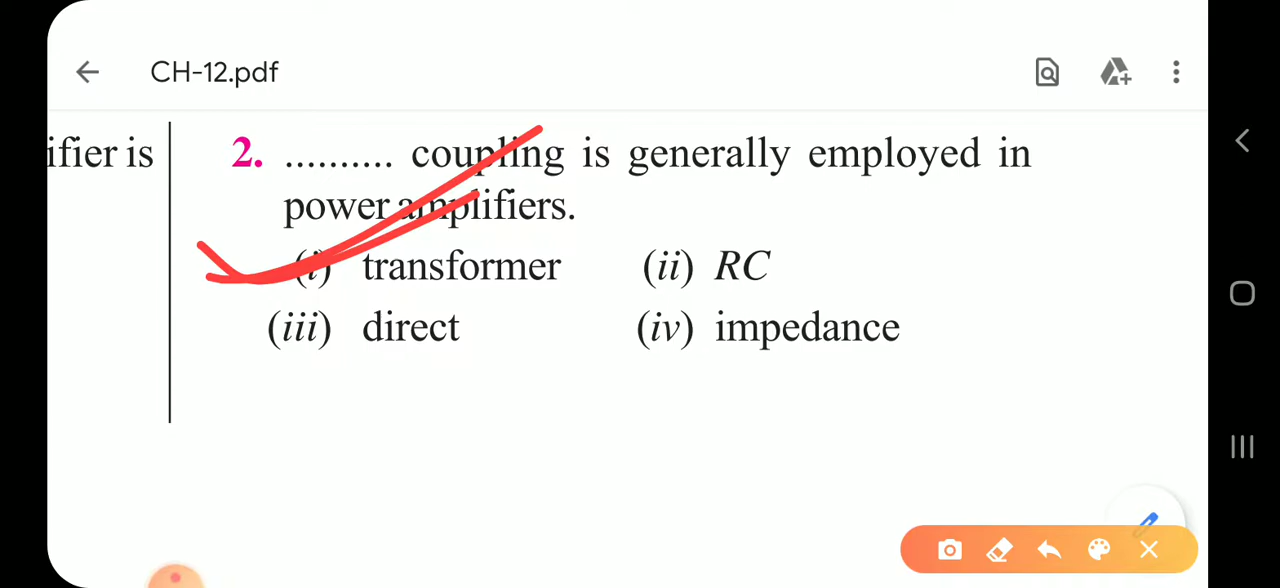 CH-12.pdf
ifier is
2. .......... coupling is generally employed in
power amplifiers.
(i) transformer (ii) RC
(iii) direct (iv) impedance